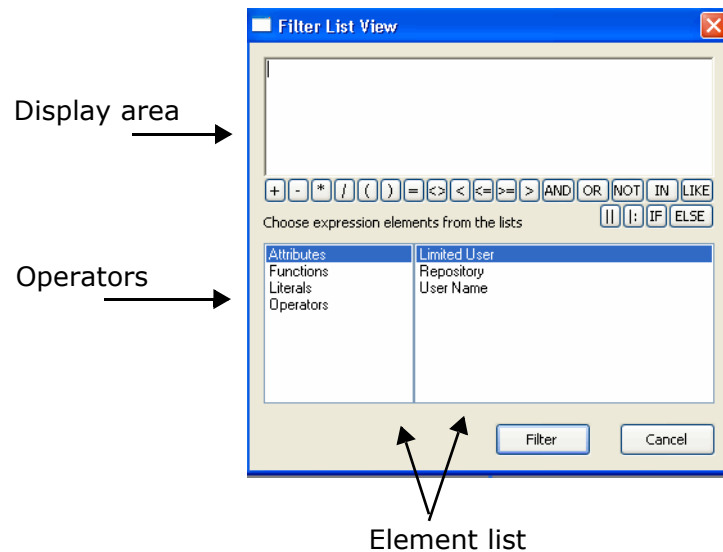 Filter List View
Display area
+ - * / ( ) = <> < <= >= > AND OR NOT IN LIKE
Choose expression elements from the lists || |: IF ELSE
Operators
Attributes Limited User
Functions Repository
Literals User Name
Operators
Filter Cancel
Element list